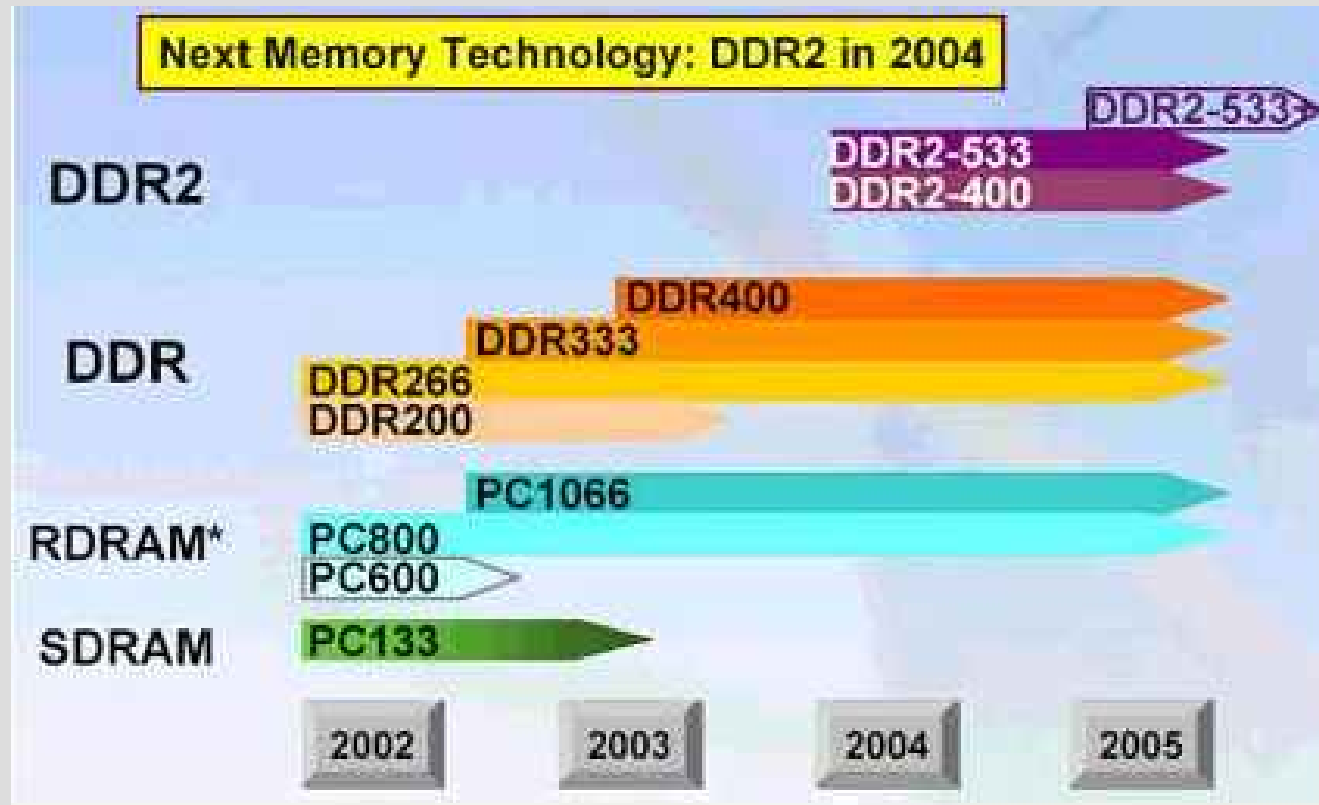 Next Memory Technology: DDR2 in 2004
DDR2-533
DDR2
DDR2-533
DDR2-400
DDR400
DDR333
DDR
DDR266
DDR200
PC1066
RDRAM*
PC800
PC600
SDRAM
PC133
2002 2003 2004 2005